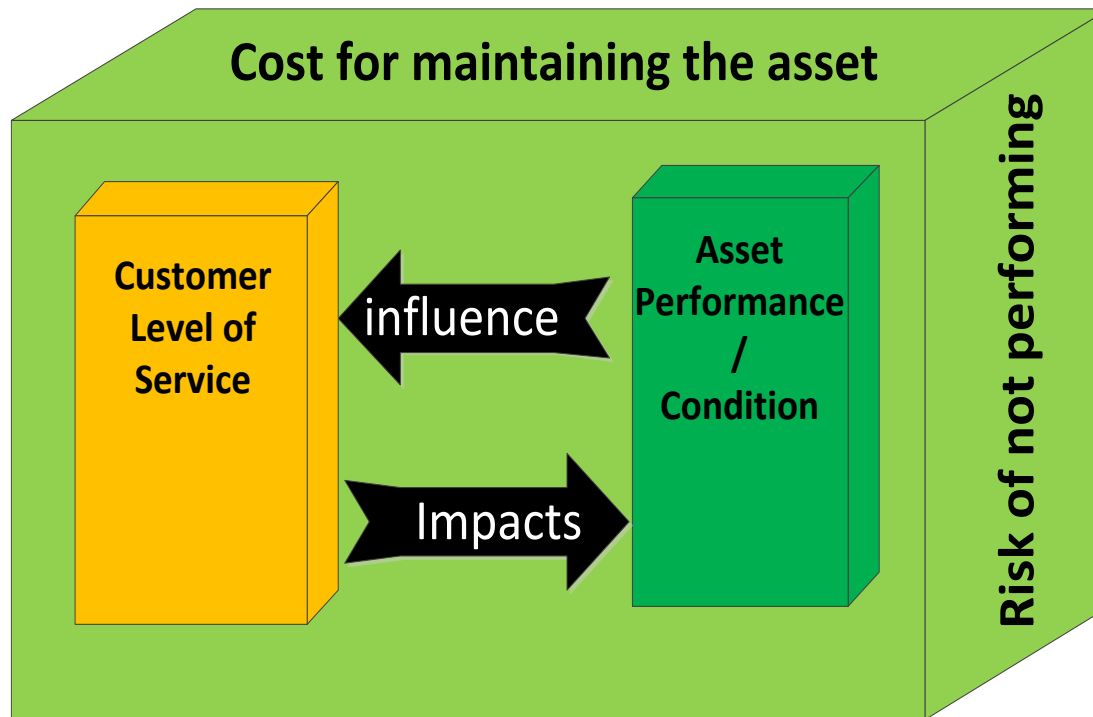 Cost for maintaining the asset
Customer
Level of
Service
influence
Impacts
Asset
Performance
/
Condition
Risk of not performing